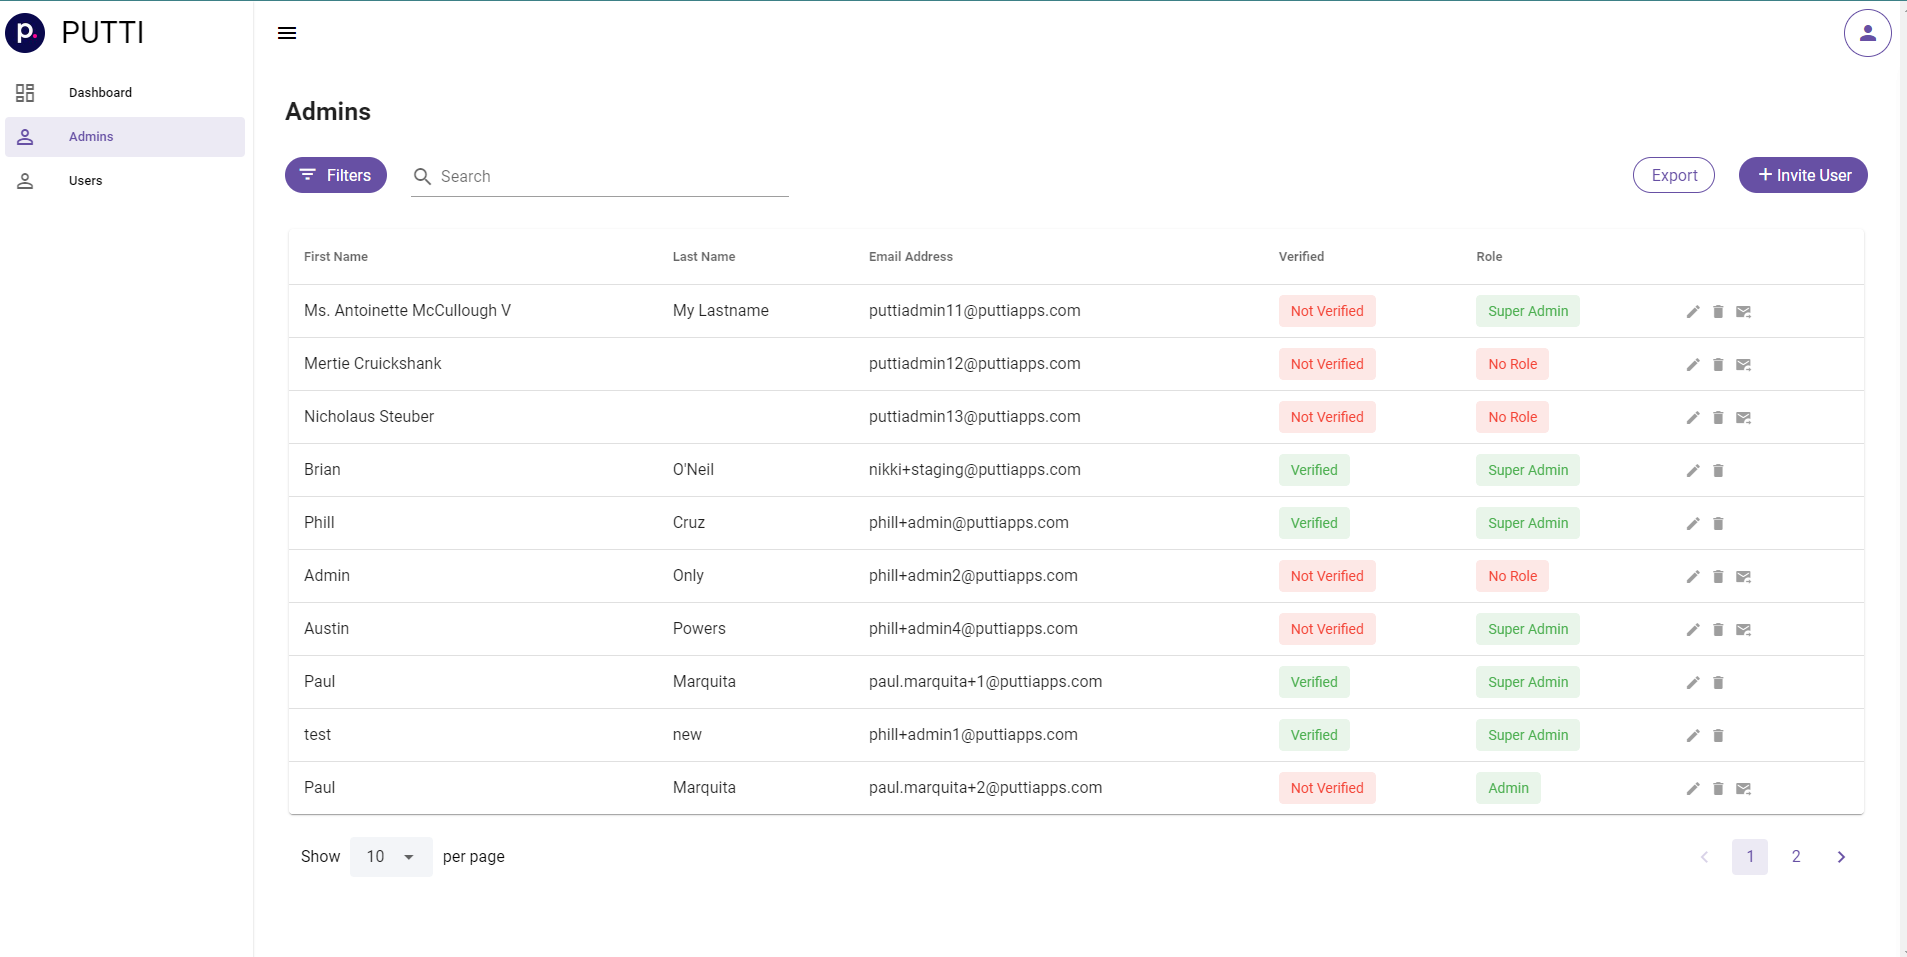 p. PUTTI
Dashboard
Admins
Users
Admins
Filters Search Export + Invite User
First Name Last Name Email Address Verified Role
Ms. Antoinette McCullough V My Lastname puttiadmin11@puttiapps.com Not Verified Super Admin
Mertie Cruickshank puttiadmin12@puttiapps.com Not Verified No Role
Nicholaus Steuber puttiadmin13@puttiapps.com Not Verified No Role
Brian O'Neil nikki+staging@puttiapps.com Verified Super Admin
Phill Cruz phill+admin@puttiapps.com Verified Super Admin
Admin Only phill+admin2@puttiapps.com Not Verified No Role
Austin Powers phill+admin4@puttiapps.com Not Verified Super Admin
Paul Marquita paul.marquita+1@puttiapps.com Verified Super Admin
test new phill+admin1@puttiapps.com Verified Super Admin
Paul Marquita paul.marquita+2@puttiapps.com Not Verified Admin
Show 10 per page 1 2